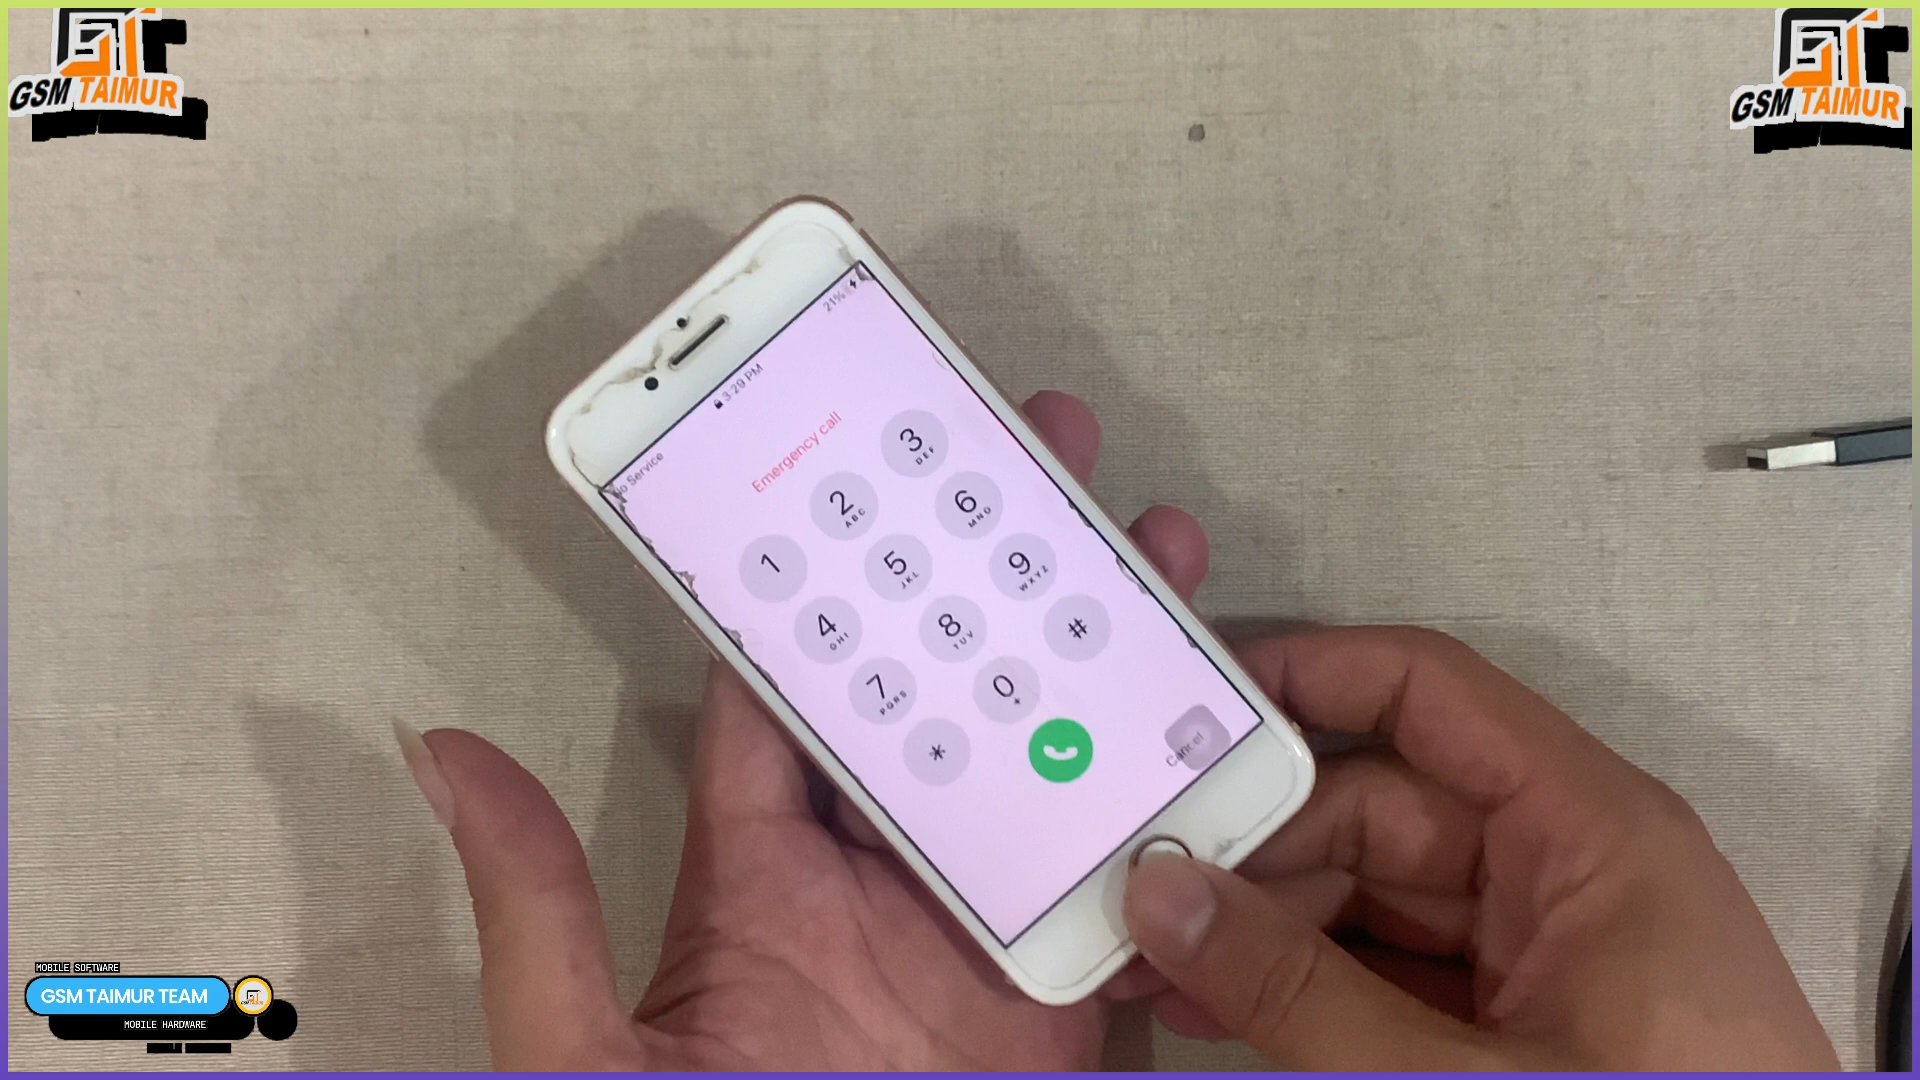 GSM TAIMUR
GSM TAIMUR
21%
3:29 PM
No Service
Emergency call
1
2
ABC
3
DEF
4
GHI
5
JKL
6
MNO
7
PQRS
8
TUV
9
WXYZ
*
0
+
#
Cancel
MOBILE SOFTWARE
GSM TAIMUR TEAM
MOBILE HARDWARE